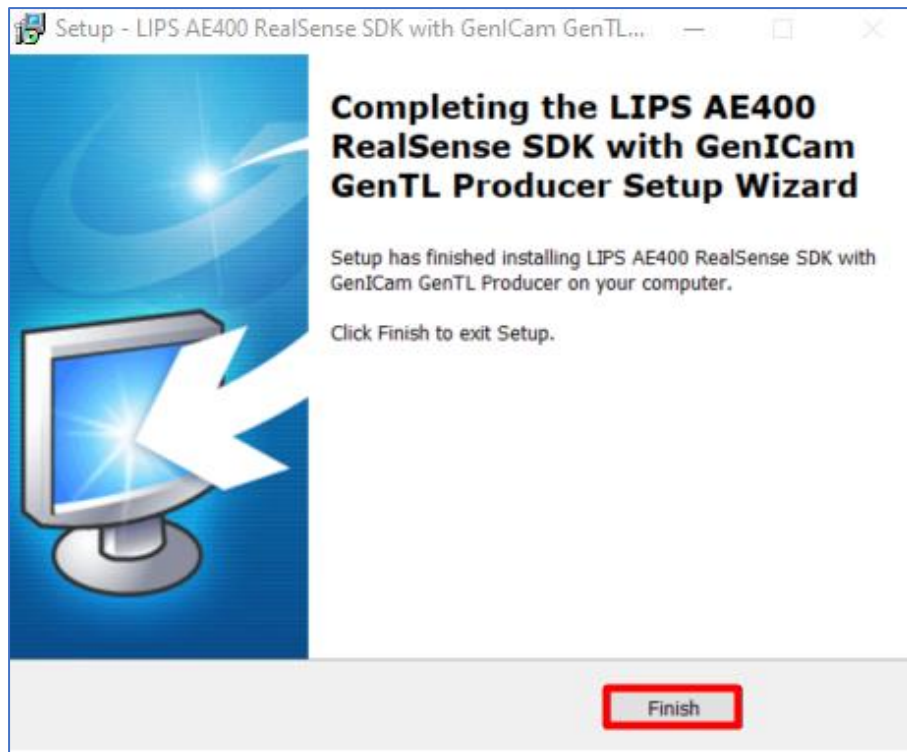 Setup - LIPS AE400 RealSense SDK with GenICam GenTL...
Completing the LIPS AE400
RealSense SDK with GenICam
GenTL Producer Setup Wizard
Setup has finished installing LIPS AE400 RealSense SDK with
GenICam GenTL Producer on your computer.
Click Finish to exit Setup.
Finish